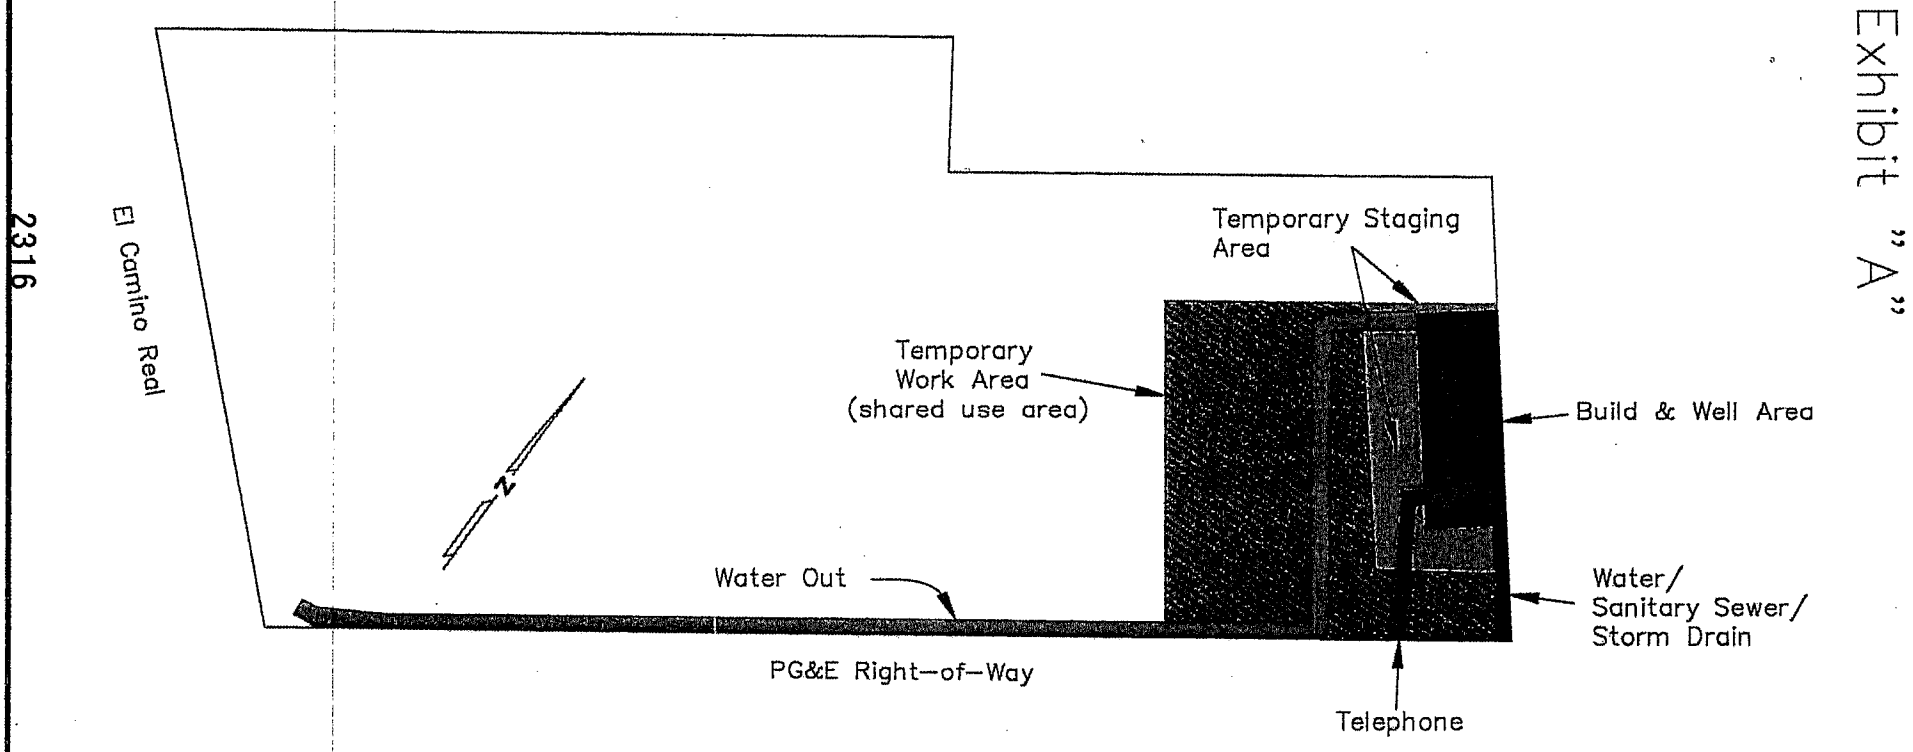 Exhibit "A"
Temporary Staging
Area
Temporary
Work Area
(shared use area)
Build & Well Area
El Camino Real
2316
N
Water Out
Water/
Sanitary Sewer/
Storm Drain
PG&E Right-of-Way
Telephone